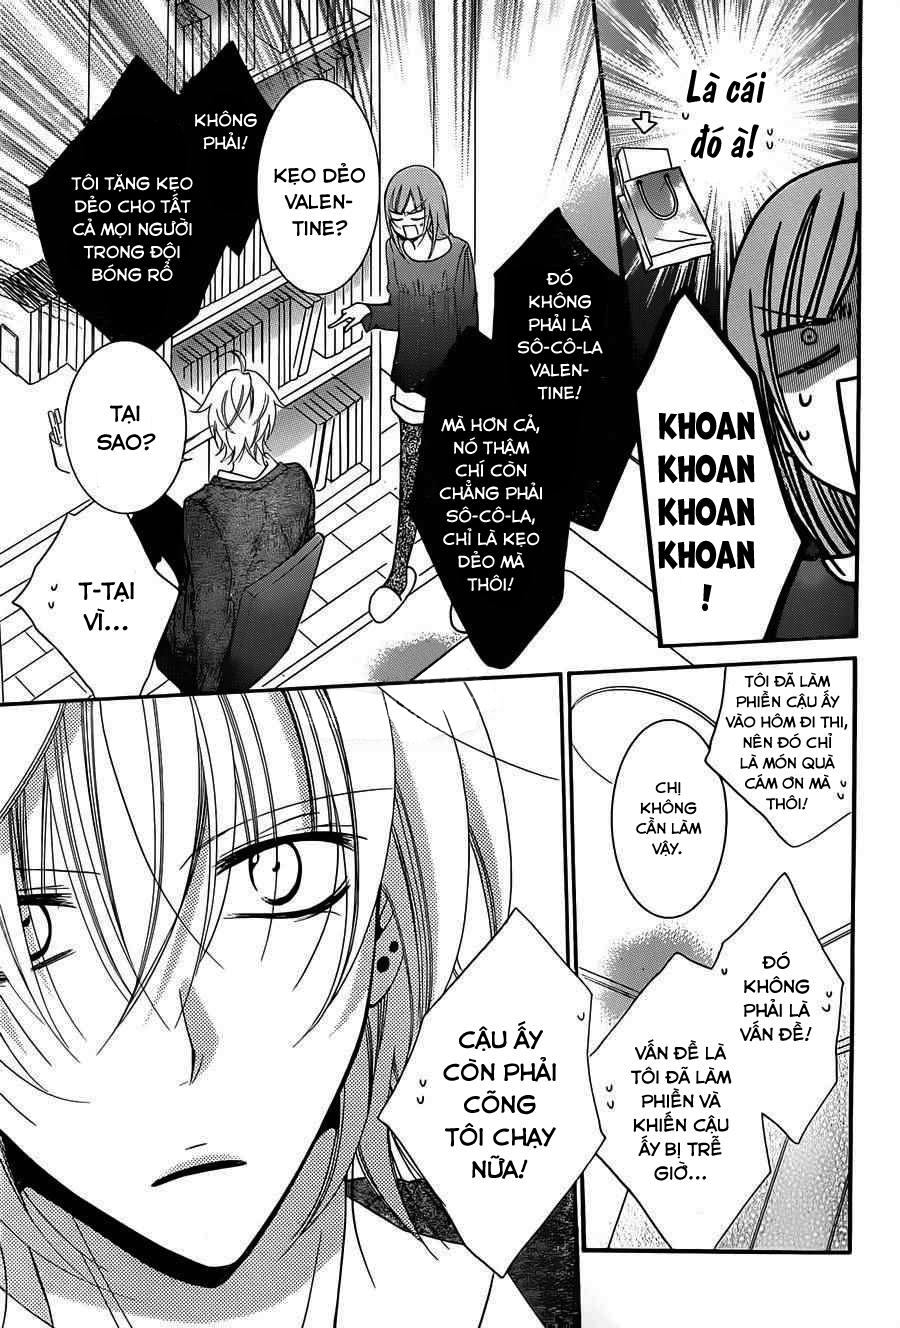 Là cái
đó à!
KHOAN
KHOAN
KHOAN
KHOAN
!
ĐÓ
KHÔNG
PHẢI LÀ
SÔ-CÔ-LA
VALEN-
TINE!
MÀ HƠN CẢ,
NÓ THẬM
CHÍ CÒN
CHẲNG PHẢI
SÔ-CÔ-LA,
CHỈ LÀ KẸO
DẺO MÀ
THÔI!
KẸO DẺO
VALEN-
TINE?
KHÔNG
PHẢI!
TÔI TẶNG KẸO
DẺO CHO TẤT
CẢ MỌI NGƯỜI
TRONG ĐỘI
BÓNG RỔ
TẠI
SAO?
T-TẠI
VÌ...
TÔI ĐÃ LÀM
PHIỀN CẬU ẤY
VÀO HÔM ĐI THI,
NÊN ĐÓ CHỈ
LÀ MÓN QUÀ
CÁM ƠN MÀ
THÔI!
CHỊ
KHÔNG
CẦN LÀM
VẬY.
ĐÓ
KHÔNG
PHẢI LÀ
VẤN ĐỀ!
VẤN ĐỀ LÀ
TÔI ĐÃ LÀM
PHIỀN VÀ
KHIẾN CẬU
ẤY BỊ TRỄ
GIỜ...
CẬU ẤY
CÒN PHẢI
CÕNG
TÔI CHẠY
NỮA!